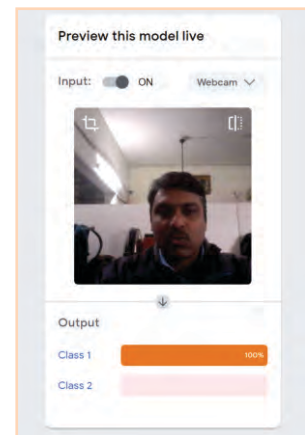 Preview this model live
Input: ON Webcam
Output
Class 1 100%
Class 2